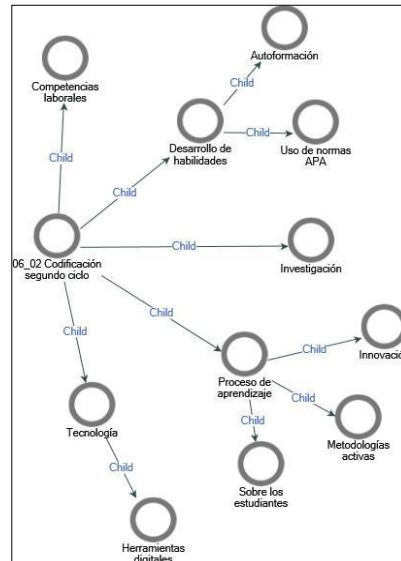 Autoformación
Child
Competencias
laborales
Child
Child
Desarrollo de
habilidades
Uso de normas
APA
Child
Child
06_02 Codificación
segundo ciclo
Investigación
Child
Child
Innovació
Child
Proceso de
aprendizaje
Child
Tecnología
Child
Metodologías
activas
Child
Sobre los
estudiantes
Herramientas
digitales